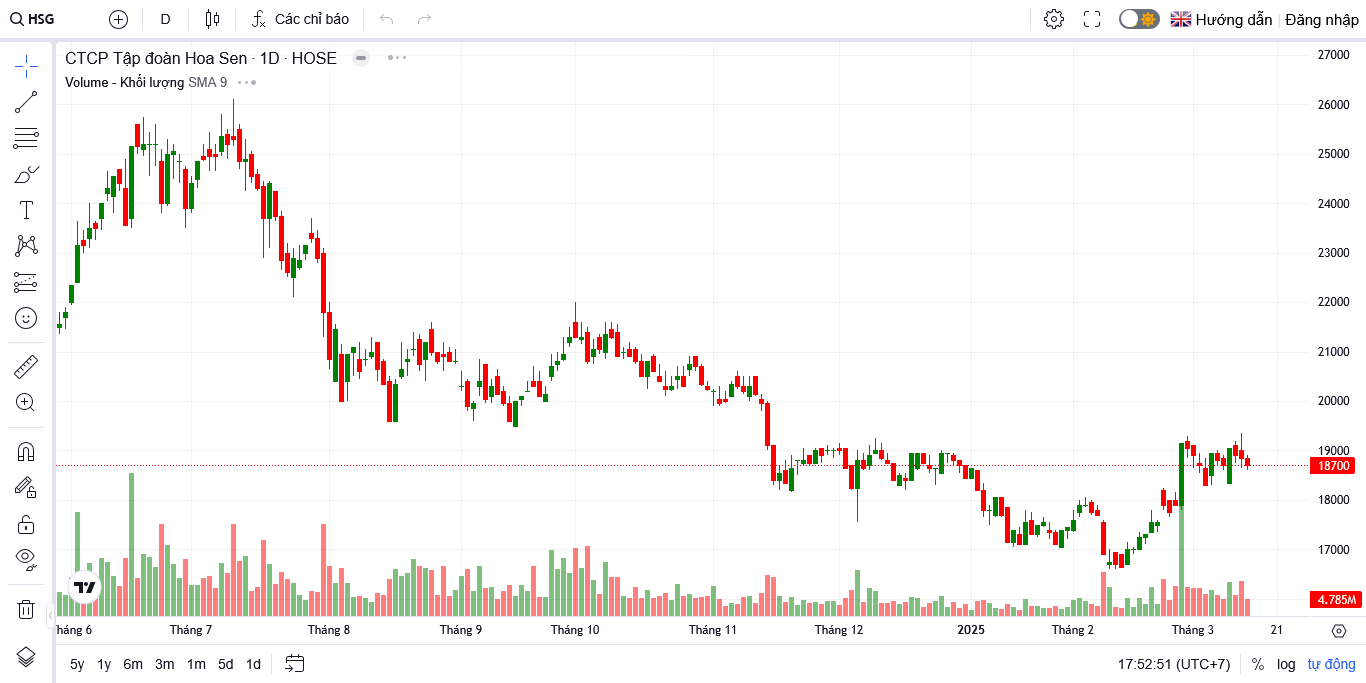 HSG D Các chỉ báo Hướng dẫn Đăng nhập
CTCP Tập đoàn Hoa Sen · 1D · HOSE
Volume - Khối lượng SMA 9
27000
26000
25000
24000
23000
22000
21000
20000
19000
18700
18000
17000
4.785M
háng 6 Tháng 7 Tháng 8 Tháng 9 Tháng 10 Tháng 11 Tháng 12 2025 Tháng 2 Tháng 3 21
5y 1y 6m 3m 1m 5d 1d 17:52:51 (UTC+7) % log tự động